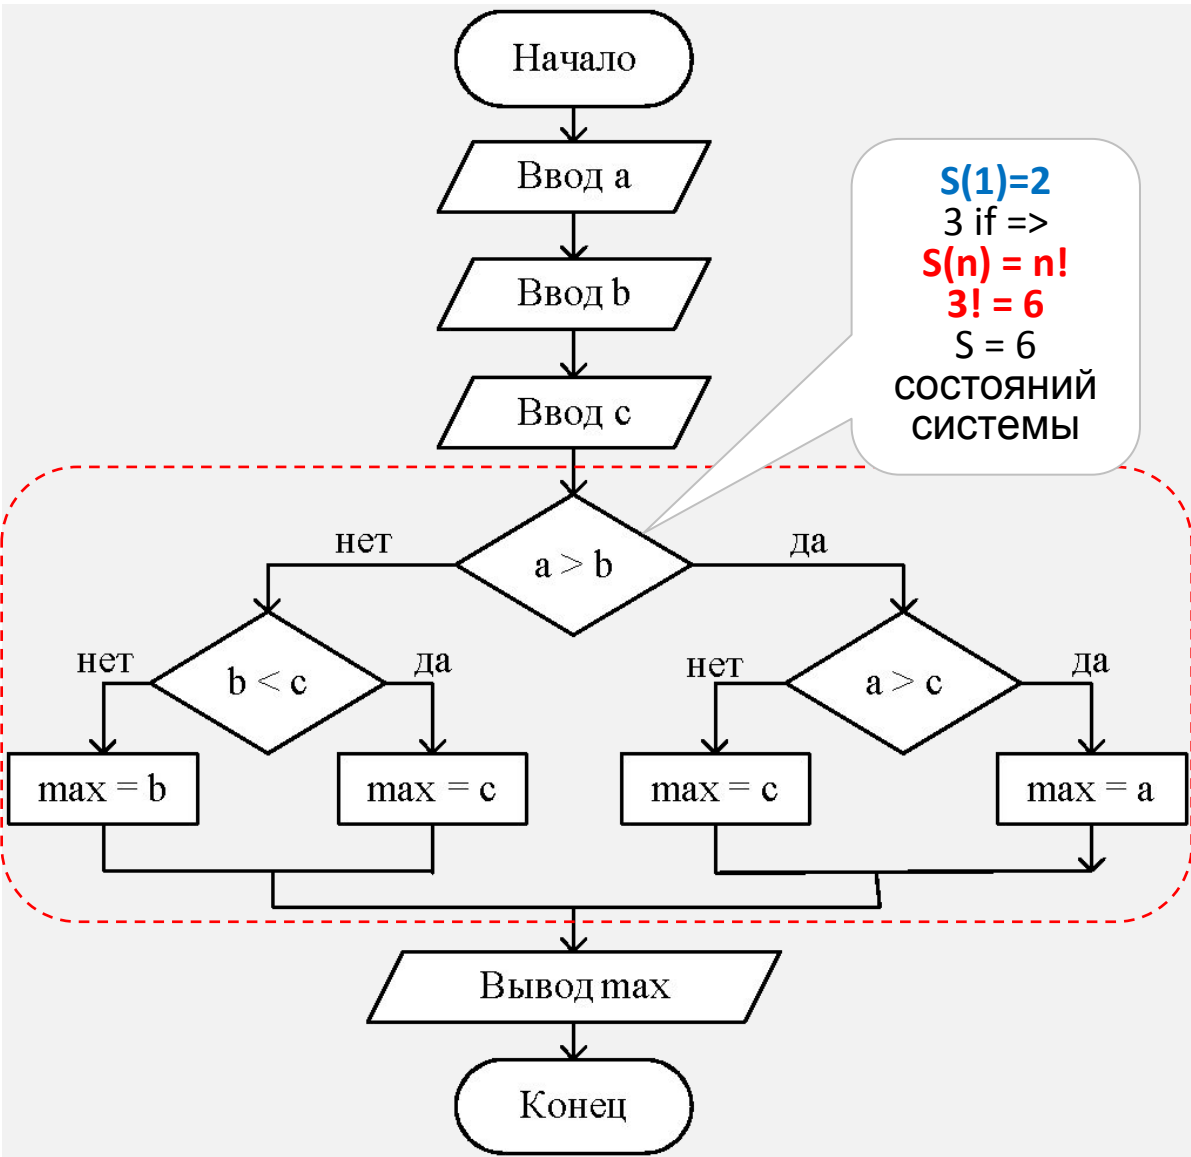 Начало
Ввод a
Ввод b
Ввод c
S(1)=2
3 if =>
S(n) = n!
3! = 6
S = 6
состояний
системы
нет
a > b
да
нет
b < c
да
нет
a > c
да
max = b
max = c
max = c
max = a
Вывод max
Конец